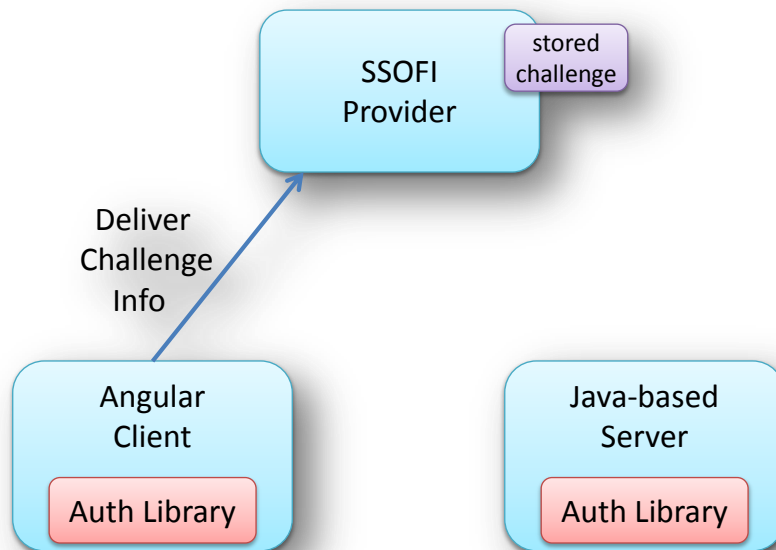 SSOFI
Provider
stored
challenge
Deliver
Challenge
Info
Angular
Client
Auth Library
Java-based
Server
Auth Library